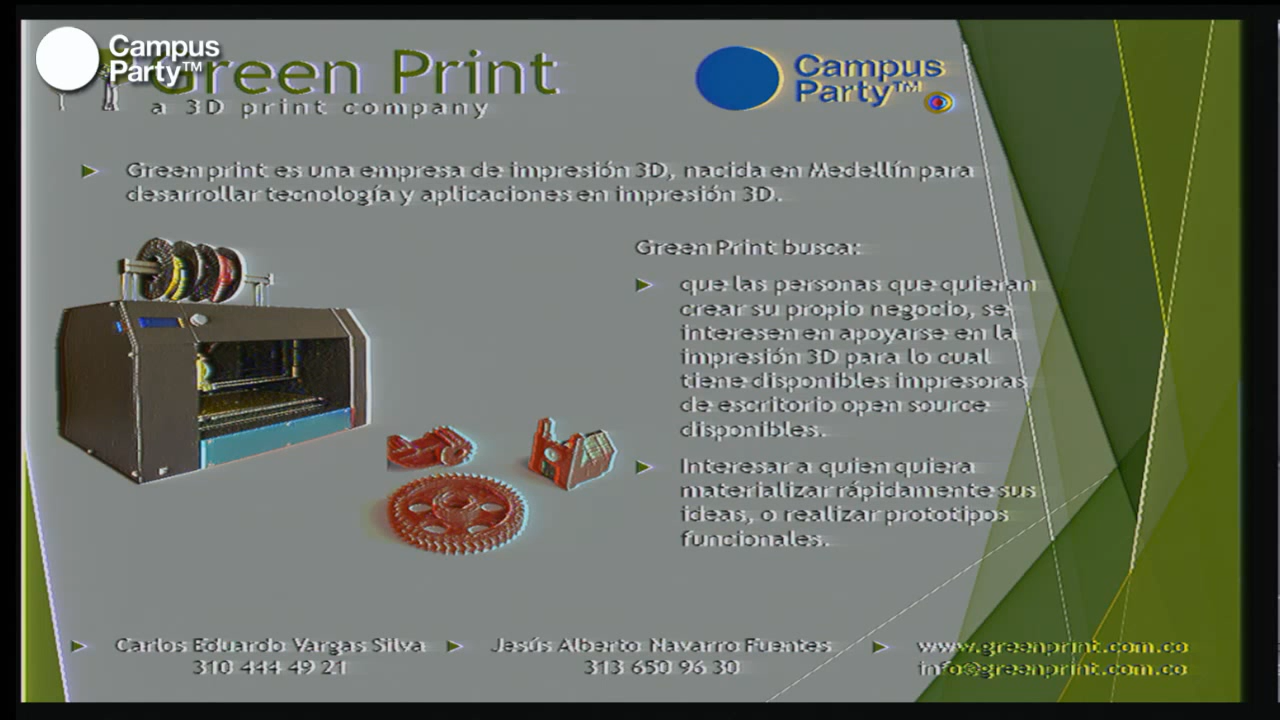 Campus
Party™
Green Print
a 3D print company
Campus
Party™
Green print es una empresa de impresión 3D, nacida en Medellín para
desarrollar tecnología y aplicaciones en impresión 3D.
Green Print busca:
que las personas que quieran
crear su propio negocio, se
interesen en apoyarse en la
impresión 3D para lo cual
tiene disponibles impresoras
de escritorio open source
disponibles.
Interesar a quien quiera
materializar rápidamente sus
ideas, o realizar prototipos
funcionales.
Carlos Eduardo Vargas Silva
310 444 49 21
Jesús Alberto Navarro Fuentes
313 650 96 30
www.greenprint.com.co
info@greenprint.com.co